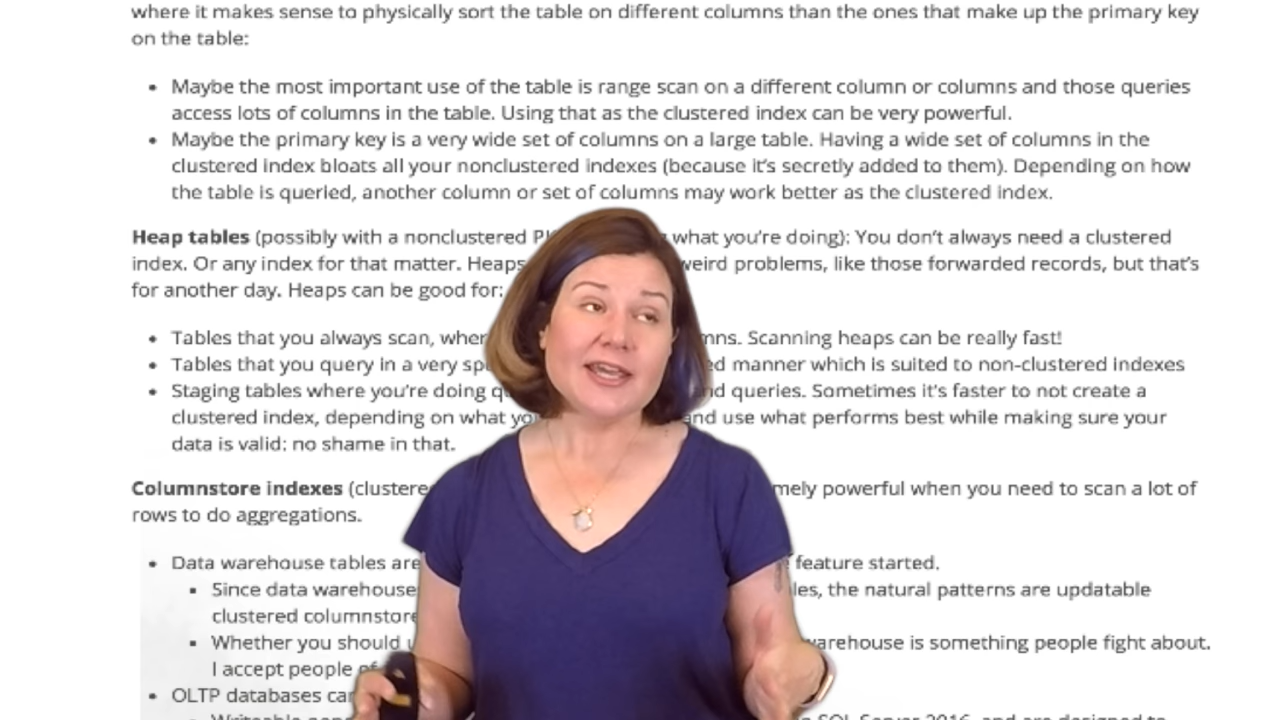 where it makes sense to physically sort the table on different columns than the ones that make up the primary key
on the table:
• Maybe the most important use of the table is range scan on a different column or columns and those queries
access lots of columns in the table. Using that as the clustered index can be very powerful.
• Maybe the primary key is a very wide set of columns on a large table. Having a wide set of columns in the
clustered index bloats all your nonclustered indexes (because it's secretly added to them). Depending on how
the table is queried, another column or set of columns may work better as the clustered index.
Heap tables (possibly with a nonclustered what you're doing): You don't always need a clustered
index. Or any index for that matter. Heaps weird problems, like those forwarded records, but that's
for another day. Heaps can be good for:
• Tables that you always scan, Scanning heaps can be really fast!
• Tables that you query in a very manner which is suited to non-clustered indexes
• Staging tables where you're doing queries. Sometimes it's faster to not create a
clustered index, depending on what and use what performs best while making sure your
data is valid: no shame in that.
Columnstore indexes powerful when you need to scan a lot of
rows to do aggregations.
• Data warehouse tables are feature started.
▪ Since data warehouse the natural patterns are updatable
clustered columnstore
▪ Whether you should warehouse is something people fight about.
I accept people
• OLTP databases
SQL Server 2016, and are designed to